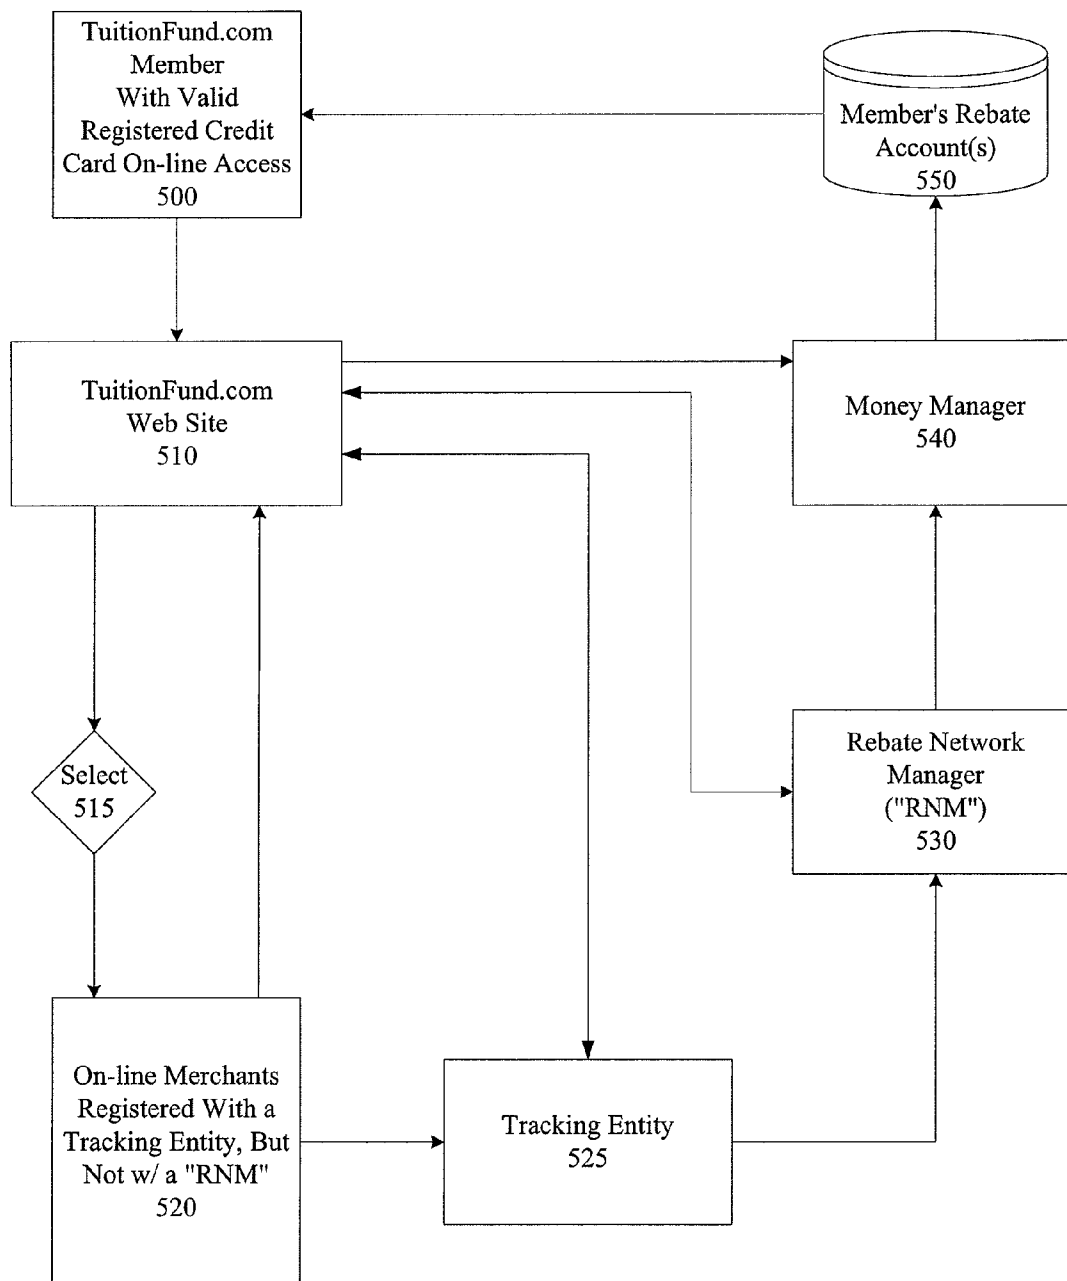 TuitionFund.com
Member
With Valid
Registered Credit
Card On-line Access
500
Member's Rebate
Account(s)
550
TuitionFund.com
Web Site
510
Money Manager
540
Select
515
Rebate Network
Manager
("RNM")
530
On-line Merchants
Registered With a
Tracking Entity, But
Not w/ a "RNM"
520
Tracking Entity
525